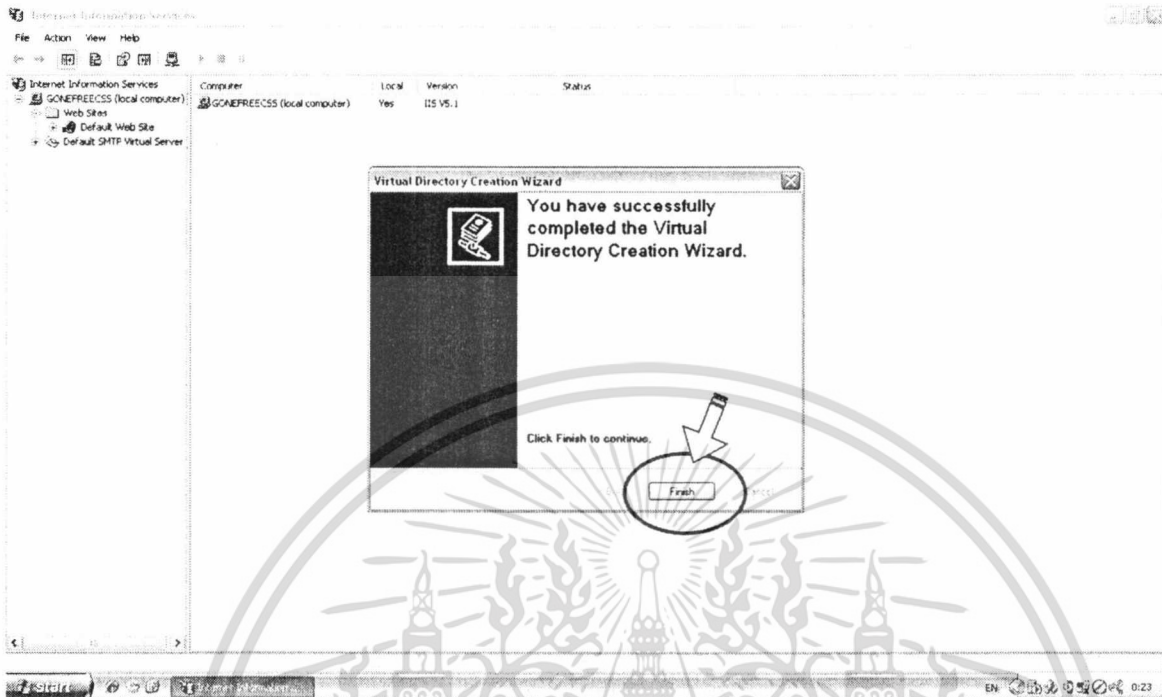 Internet Information Services
File Action View Help
Internet Information Services
GONEFREECSS (local computer)
Web Sites
Default Web Site
Default SMTP Virtual Server
Computer Local Version Status
GONEFREECSS (local computer) Yes IIS V5.1
Virtual Directory Creation Wizard
You have successfully
completed the Virtual
Directory Creation Wizard.
Click Finish to continue.
Finish Cancel
start
EN 0:23